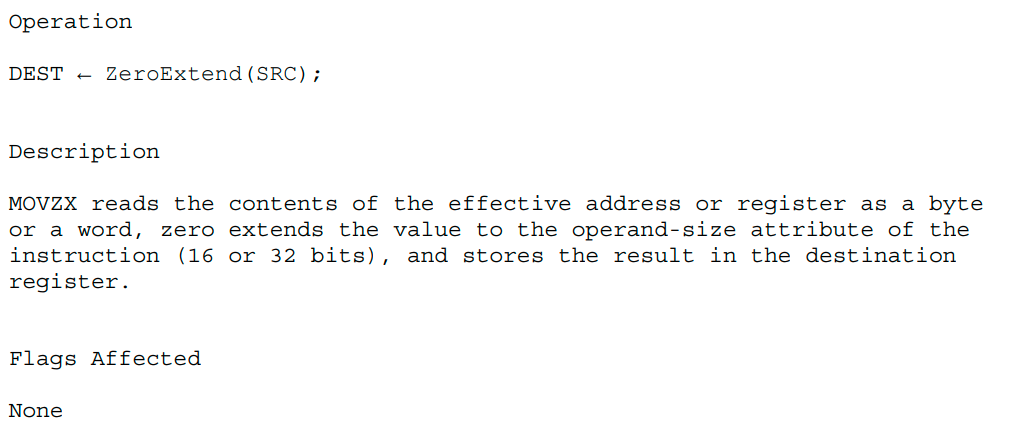 Operation
DEST ← ZeroExtend(SRC);
Description
MOVZX reads the contents of the effective address or register as a byte
or a word, zero extends the value to the operand-size attribute of the
instruction (16 or 32 bits), and stores the result in the destination
register.
Flags Affected
None